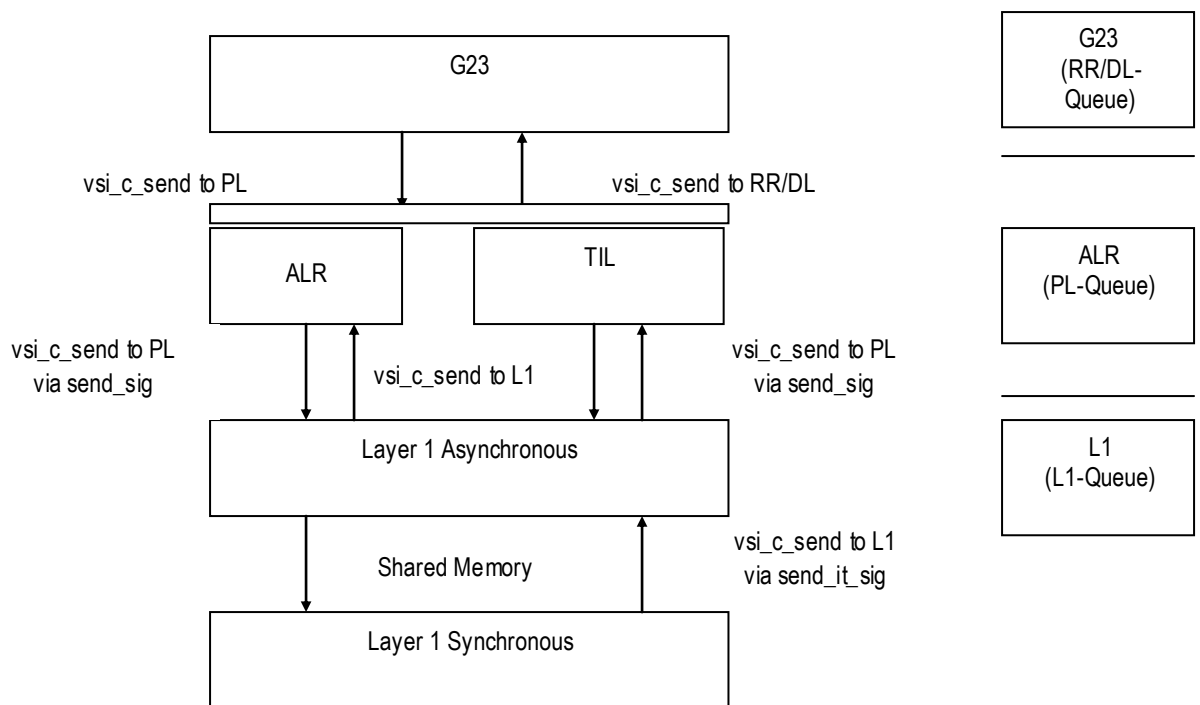 G23
G23
(RR/DL-
Queue)
vsi_c_send to PL
vsi_c_send to RR/DL
ALR
TIL
ALR
(PL-Queue)
vsi_c_send to PL
via send_sig
vsi_c_send to L1
vsi_c_send to PL
via send_sig
Layer 1 Asynchronous
L1
(L1-Queue)
Shared Memory
vsi_c_send to L1
via send_it_sig
Layer 1 Synchronous